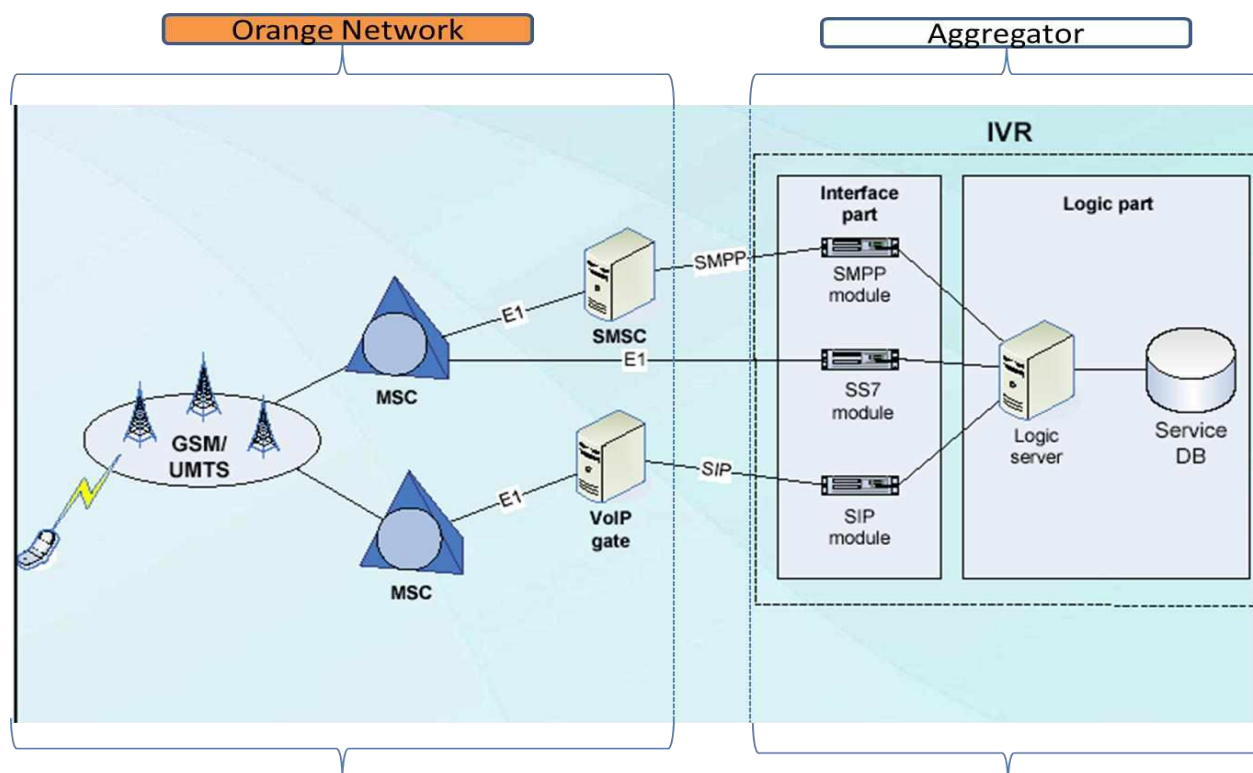 Orange Network
Aggregator
IVR
Interface
part
Logic part
SMPP
SMPP
module
E1
SMSC
E1
MSC
SS7
module
Logic
server
Service
DB
GSM/
UMTS
SIP
E1
VoIP
gate
SIP
module
MSC